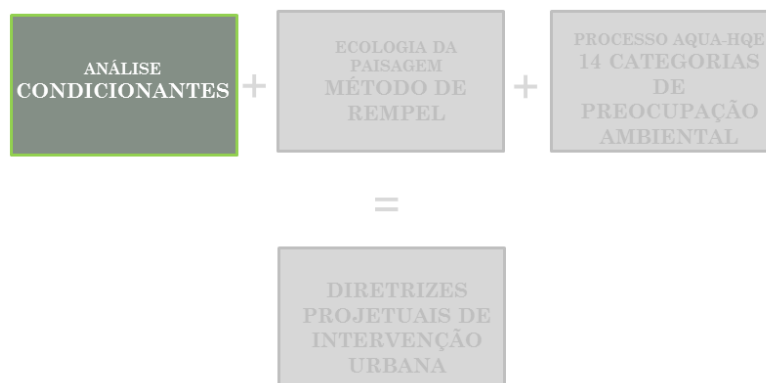 ANÁLISE
CONDICIONANTES
+
ECOLOGIA DA
PAISAGEM
MÉTODO DE
REMPEL
+
PROCESSO AQUA-HQE
14 CATEGORIAS
DE
PREOCUPAÇÃO
AMBIENTAL
=
DIRETRIZES
PROJETUAIS DE
INTERVENÇÃO
URBANA